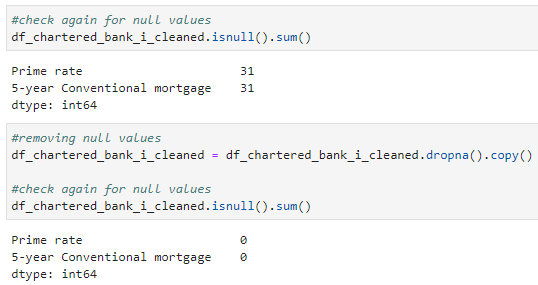 #check again for null values
df_chartered_bank_i_cleaned.isnull().sum()
Prime rate                      31
5-year Conventional mortgage    31
dtype: int64
#removing null values
df_chartered_bank_i_cleaned = df_chartered_bank_i_cleaned.dropna().copy()
#check again for null values
df_chartered_bank_i_cleaned.isnull().sum()
Prime rate                      0
5-year Conventional mortgage    0
dtype: int64